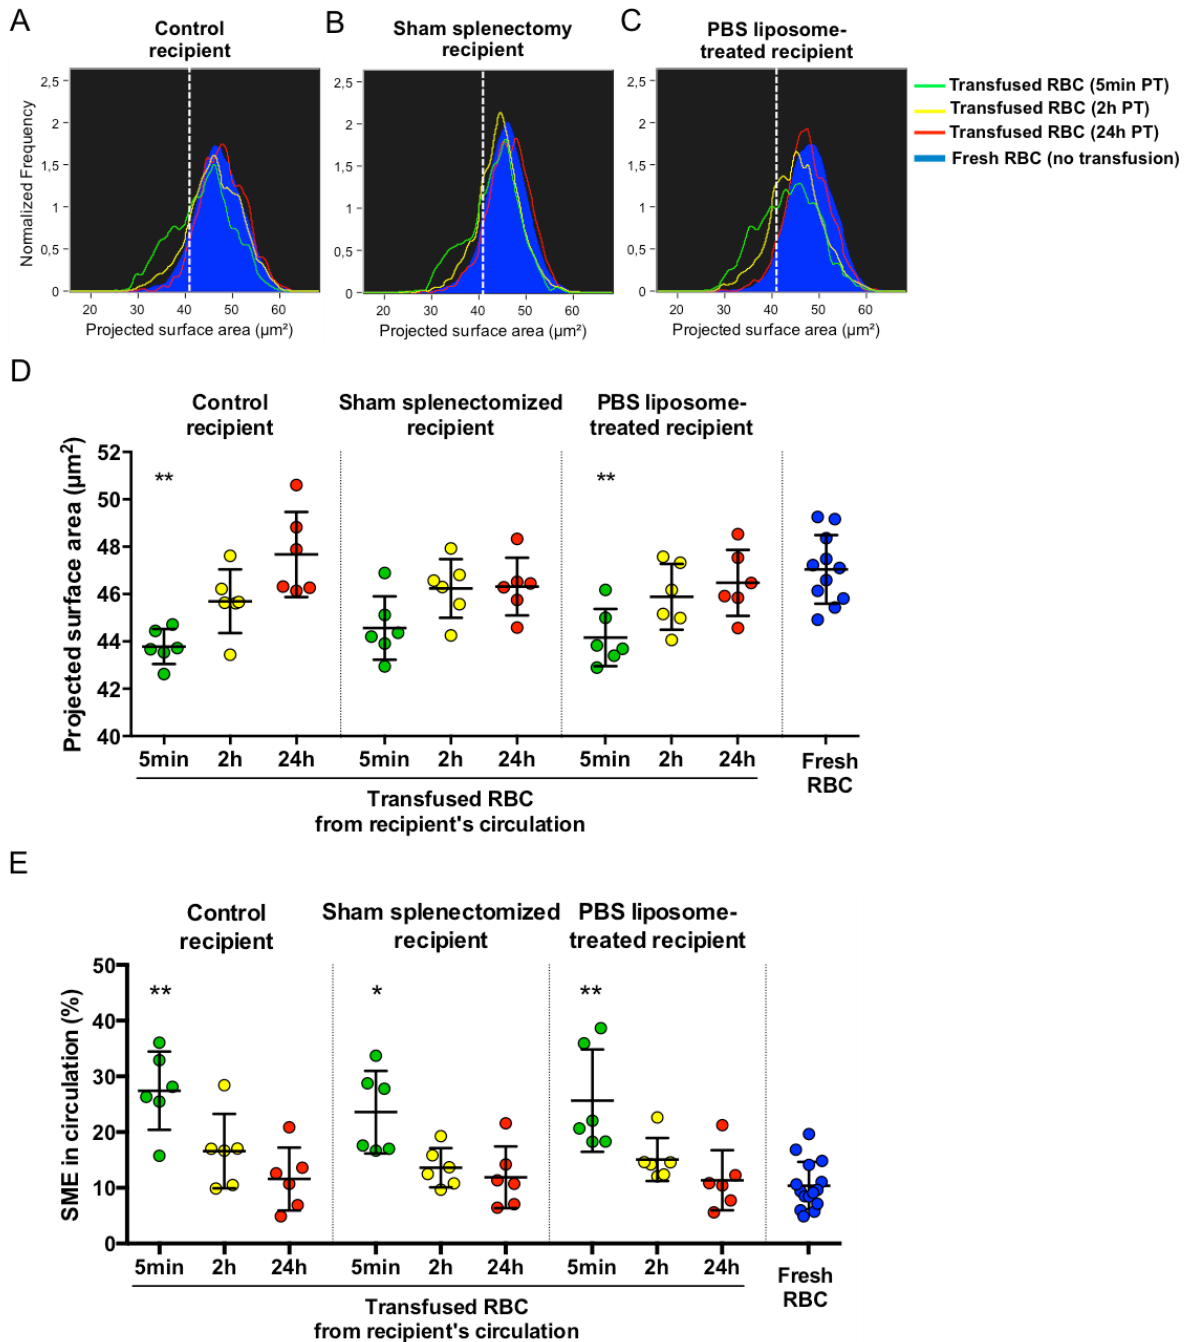 A
Control
recipient
B
Sham splenectomy
recipient
C
PBS liposome-
treated recipient
Transfused RBC (5min PT)
Transfused RBC (2h PT)
Transfused RBC (24h PT)
Fresh RBC (no transfusion)
Normalized Frequency
2,5
2
1,5
1
0,5
0
20 30 40 50 60
Projected surface area (µm²)
2,5
2
1,5
1
0,5
0
20 30 40 50 60
Projected surface area (µm²)
2,5
2
1,5
1
0,5
0
20 30 40 50 60
Projected surface area (µm²)
D
Control
recipient
Sham splenectomized
recipient
PBS liposome-
treated recipient
Projected surface area (µm²)
52
50
48
46
44
42
40
**
**
5min 2h 24h 5min 2h 24h 5min 2h 24h
Fresh
RBC
Transfused RBC
from recipient's circulation
E
Control
recipient
Sham splenectomized
recipient
PBS liposome-
treated recipient
SME in circulation (%)
50
40
30
20
10
0
**
*
**
5min 2h 24h 5min 2h 24h 5min 2h 24h
Fresh
RBC
Transfused RBC
from recipient's circulation